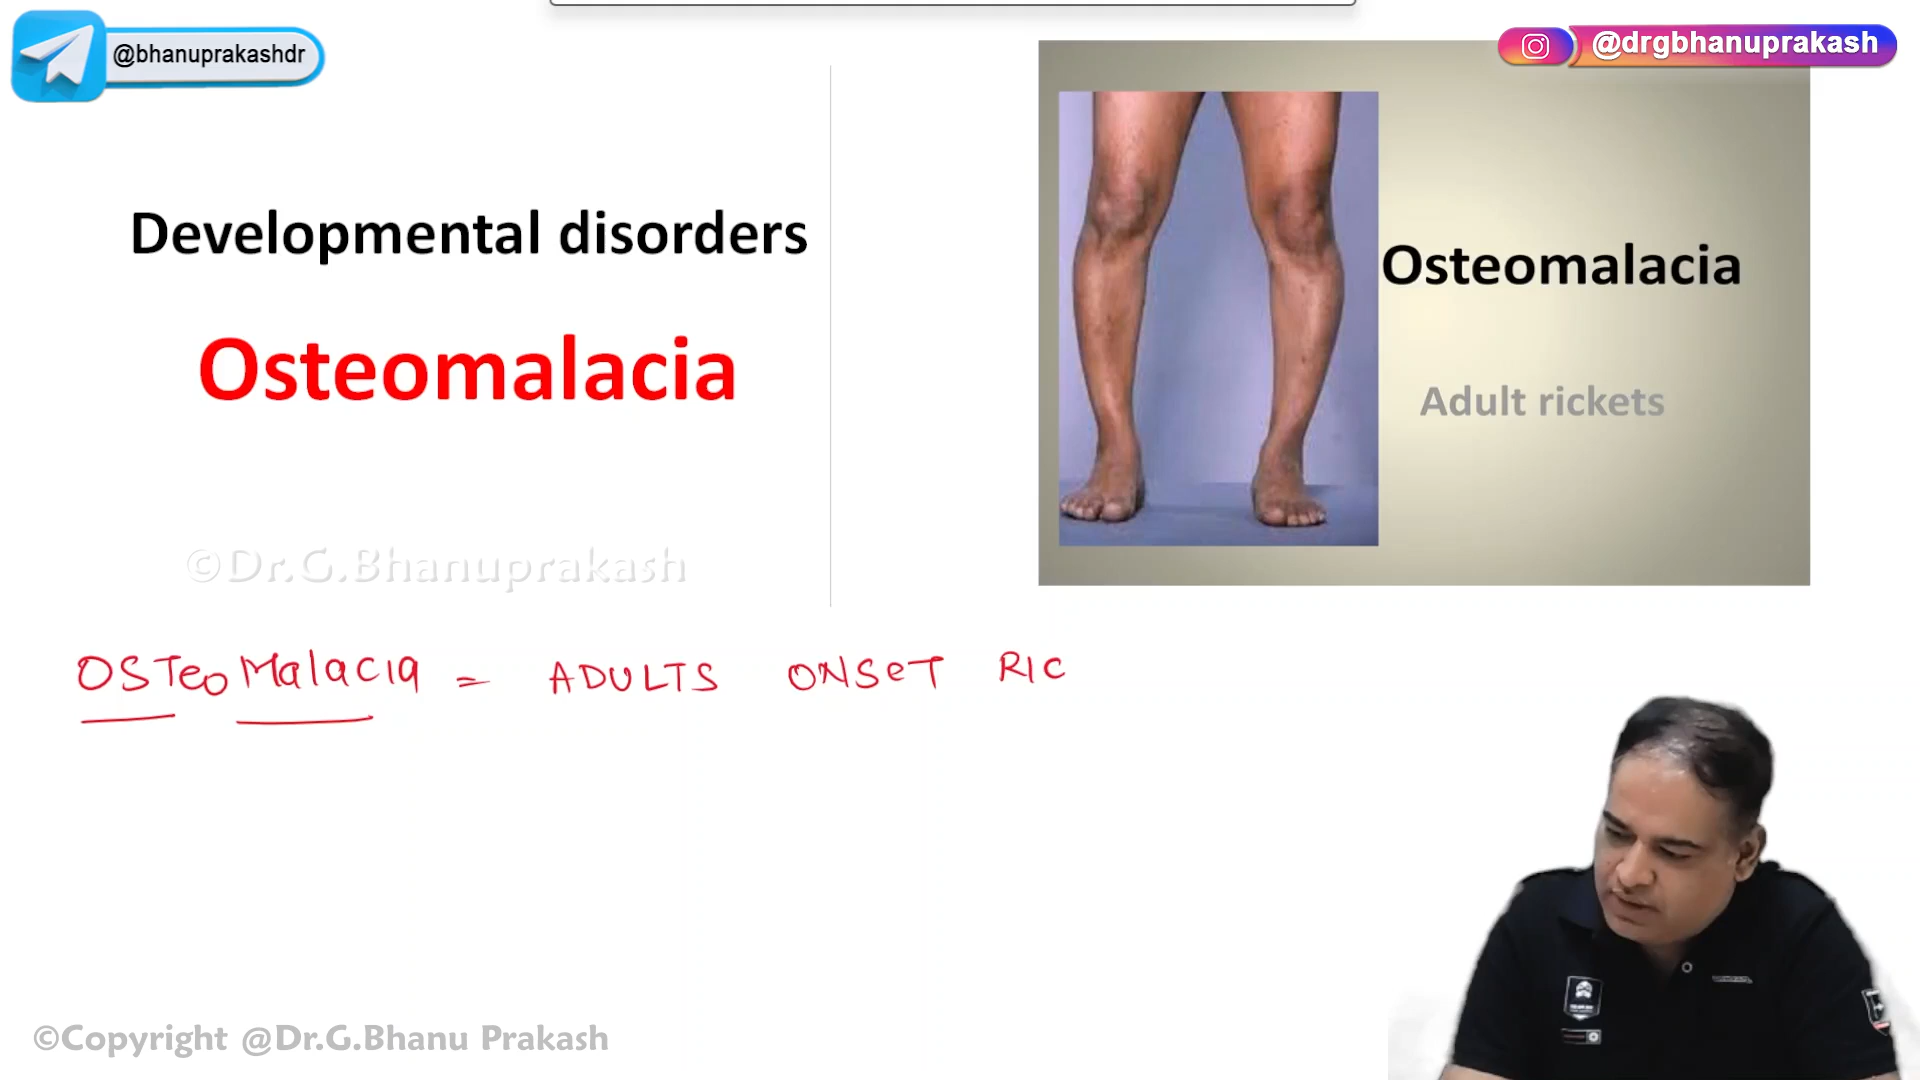 @bhanuprakashdr
@drgbhanuprakash
Developmental disorders
Osteomalacia
Osteomalacia
Adult rickets
©Dr.G.Bhanuprakash
OSTeoMalacia = ADULTS ONSET RIC
©Copyright @Dr.G.Bhanu Prakash